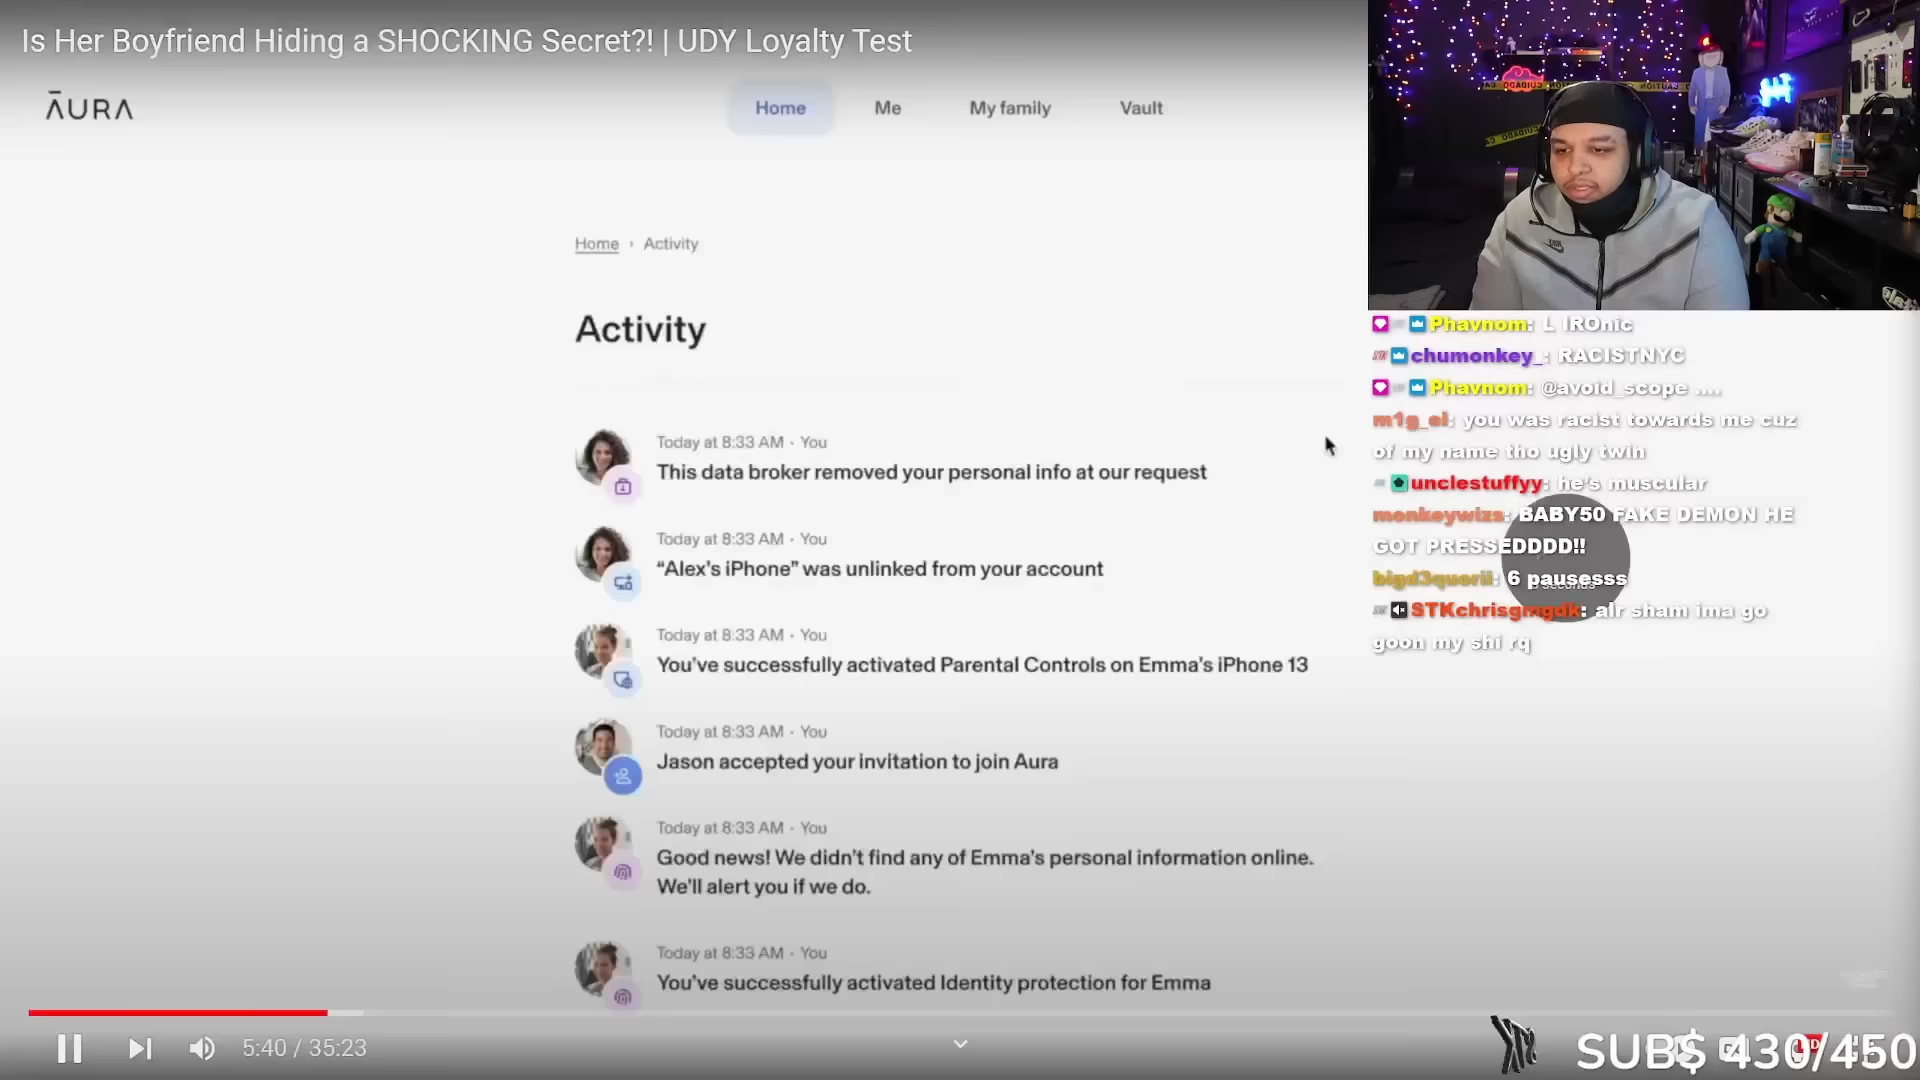 Is Her Boyfriend Hiding a SHOCKING Secret?! | UDY Loyalty Test
ĀURA
Home
Me
My family
Vault
Home › Activity
Activity
Today at 8:33 AM · You
This data broker removed your personal info at our request
Today at 8:33 AM · You
“Alex's iPhone” was unlinked from your account
Today at 8:33 AM · You
You've successfully activated Parental Controls on Emma's iPhone 13
Today at 8:33 AM · You
Jason accepted your invitation to join Aura
Today at 8:33 AM · You
Good news! We didn't find any of Emma's personal information online.
We'll alert you if we do.
Today at 8:33 AM · You
You've successfully activated Identity protection for Emma
5:40 / 35:23
Phavnom: L IROnic
chumonkey_: RACISTNYC
Phavnom: @avoid_scope ....
m1g_el: you was racist towards me cuz
of my name tho ugly twin
unclestuffyy: he's muscular
monkeywizs: BABY50 FAKE DEMON HE
GOT PRESSEDDDD!!
bigd3querii: 6 pausesss
seconds
STKchrisgmgdk: alr sham ima go
goon my shi rq
SUB$ 430/450